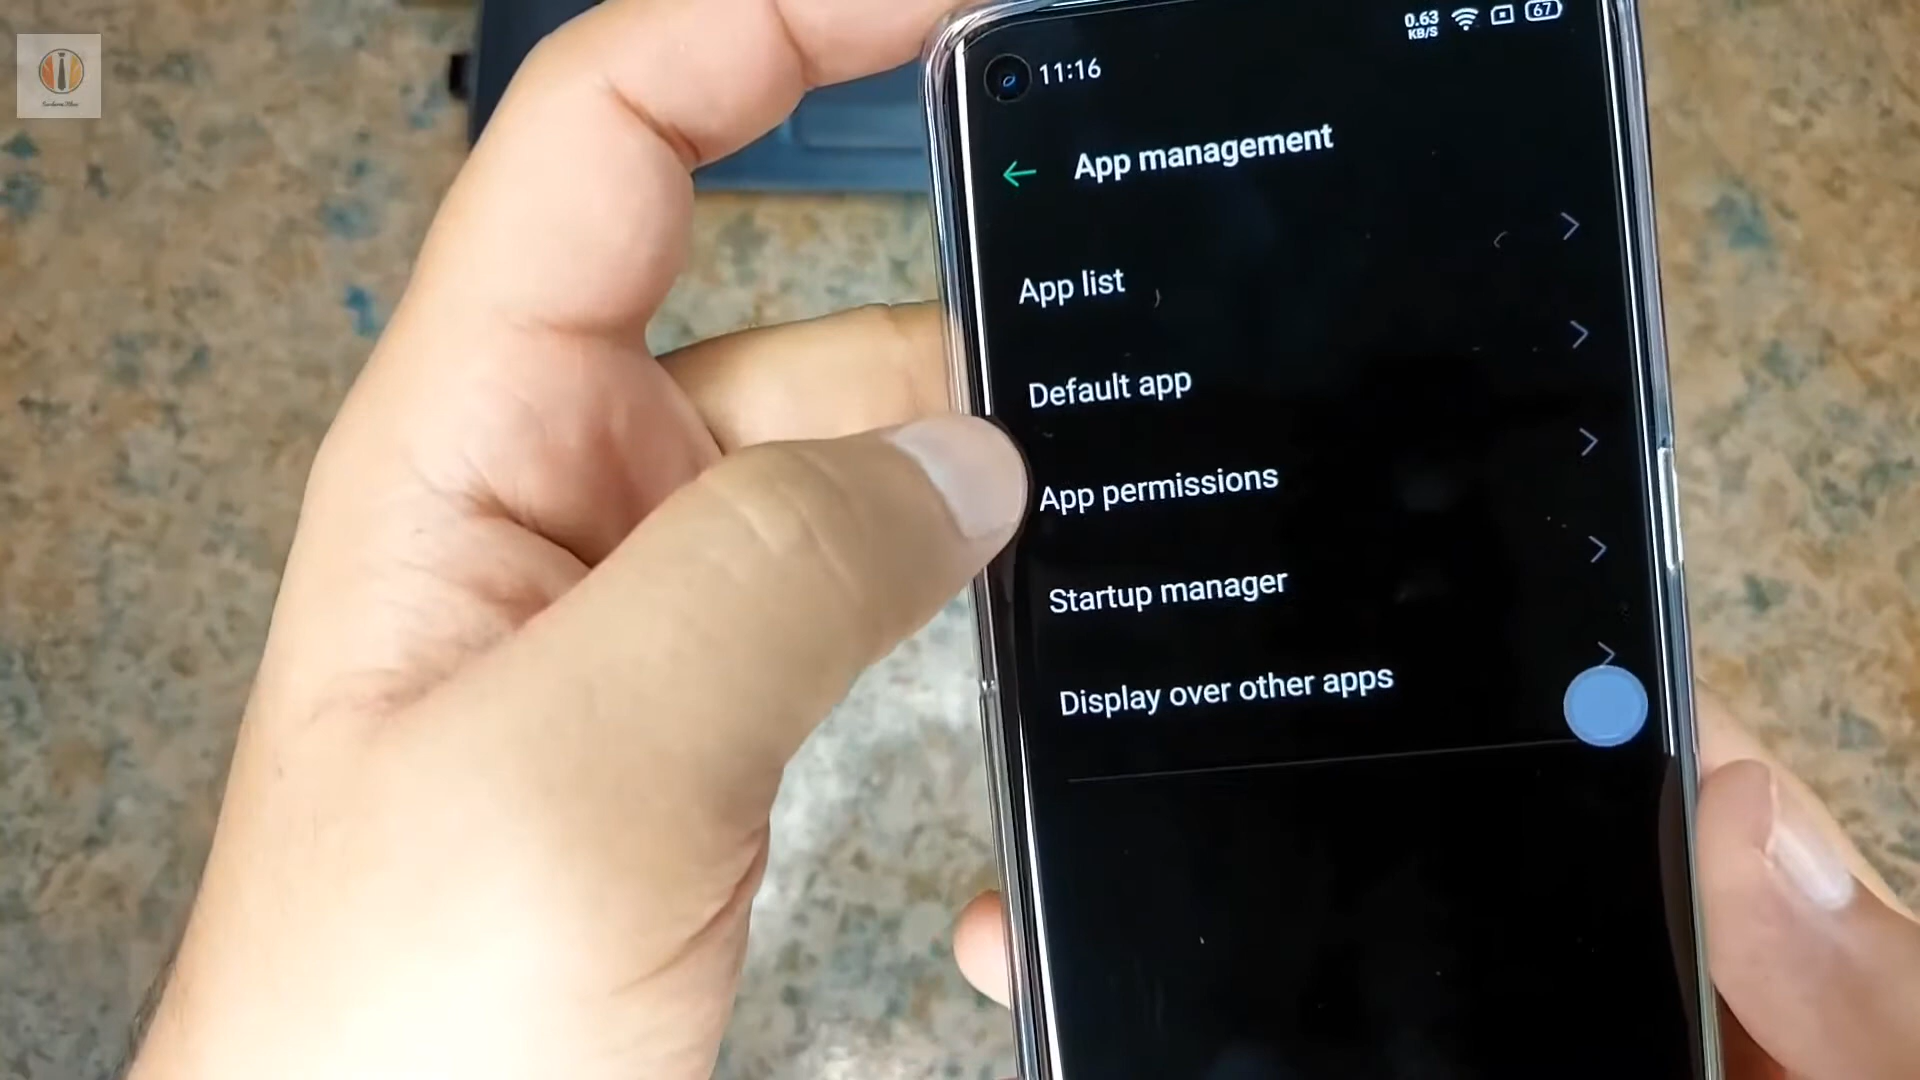 11:16
0.63
KB/S
67
App management
App list
Default app
App permissions
Startup manager
Display over other apps